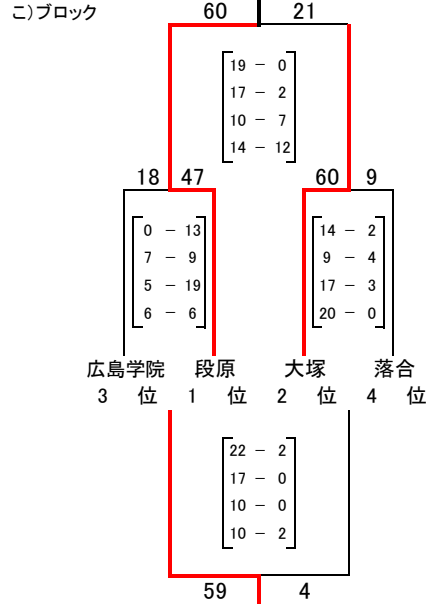 こ)ブロック
60 21
19 － 0
17 － 2
10 － 7
14 － 12
18 47 60 9
0 － 13 14 － 2
7 － 9 9 － 4
5 － 19 17 － 3
6 － 6 20 － 0
広島学院 段原 大塚 落合
3 位 1 位 2 位 4 位
22 － 2
17 － 0
10 － 0
10 － 2
59 4